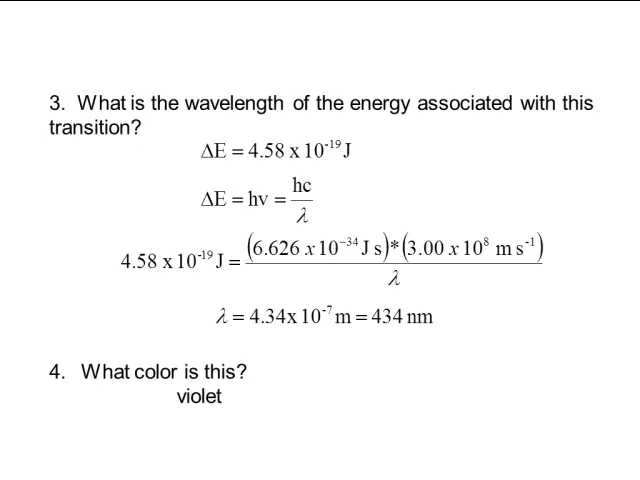 3. What is the wavelength of the energy associated with this
transition?
ΔE = 4.58 x 10⁻¹⁹ J
ΔE = hν = hc/λ
4.58 x 10⁻¹⁹ J = (6.626 x 10⁻³⁴ J s)*(3.00 x 10⁸ m s⁻¹)/λ
λ = 4.34x 10⁻⁷ m = 434 nm
4. What color is this?
violet